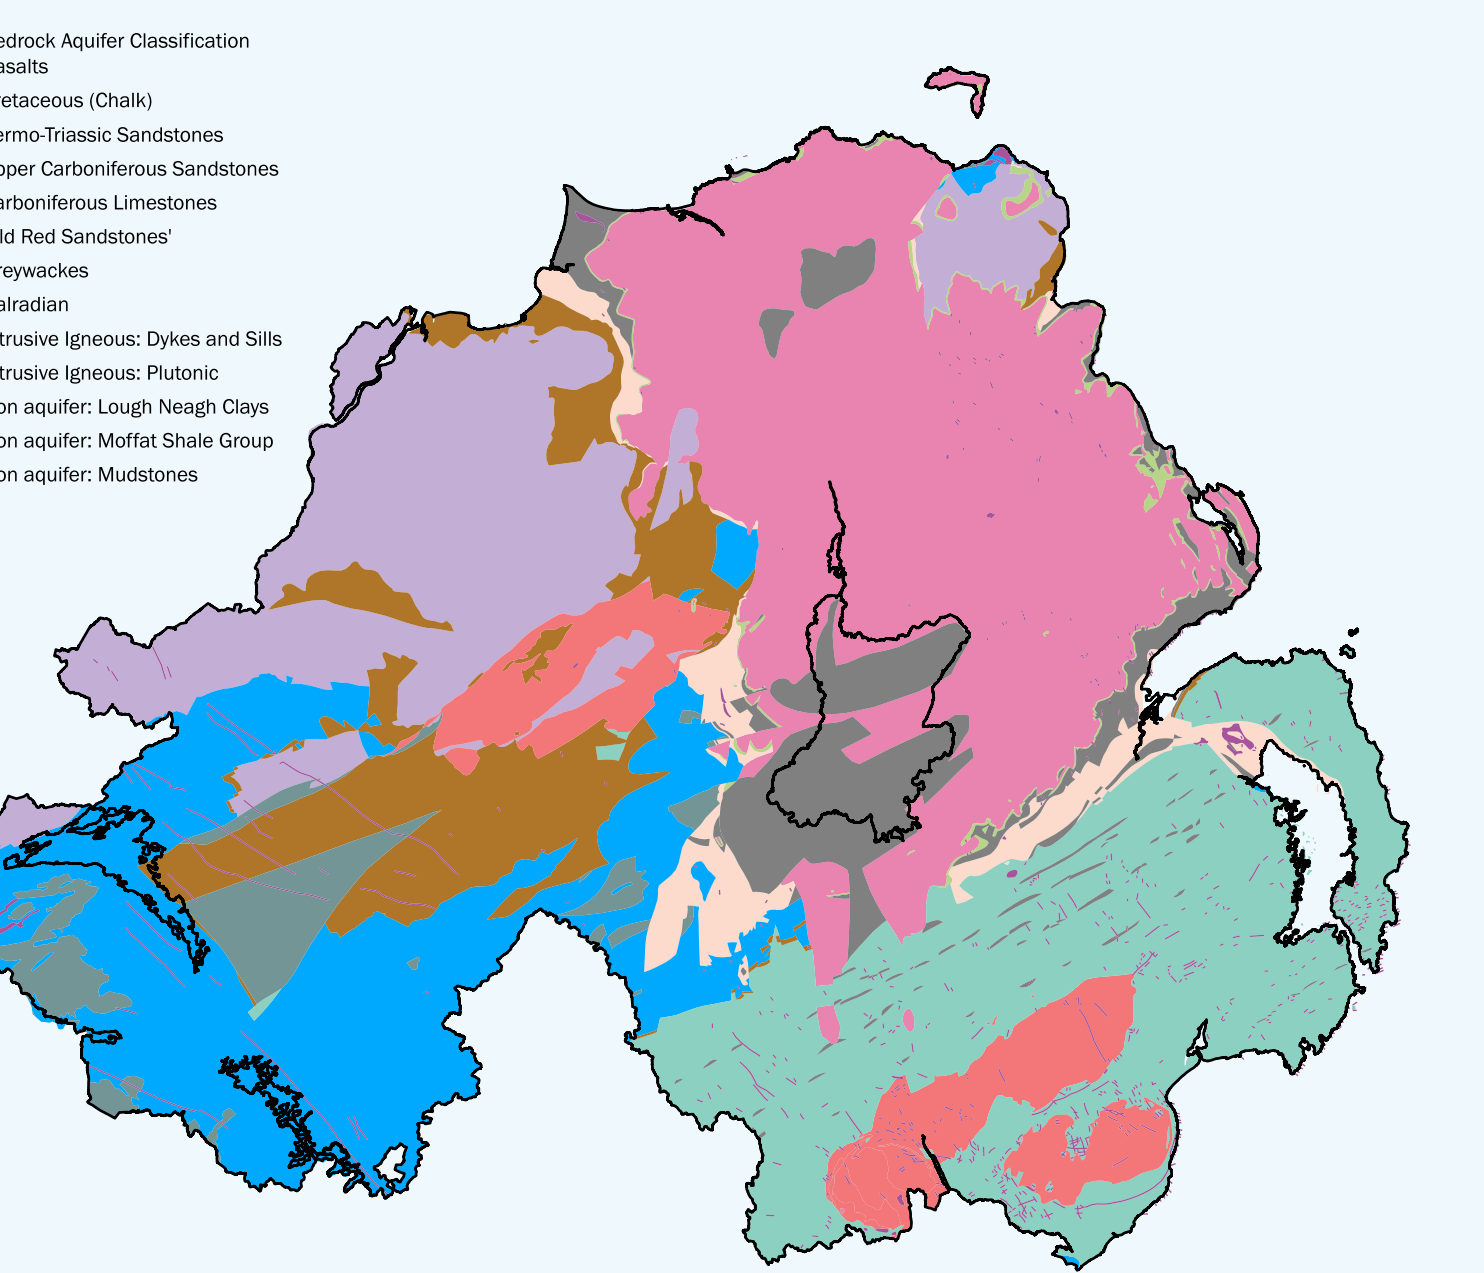 edrock Aquifer Classification
asalts
retaceous (Chalk)
ermo-Triassic Sandstones
pper Carboniferous Sandstones
arboniferous Limestones
ld Red Sandstones'
reywackes
alradian
trusive Igneous: Dykes and Sills
trusive Igneous: Plutonic
on aquifer: Lough Neagh Clays
on aquifer: Moffat Shale Group
on aquifer: Mudstones